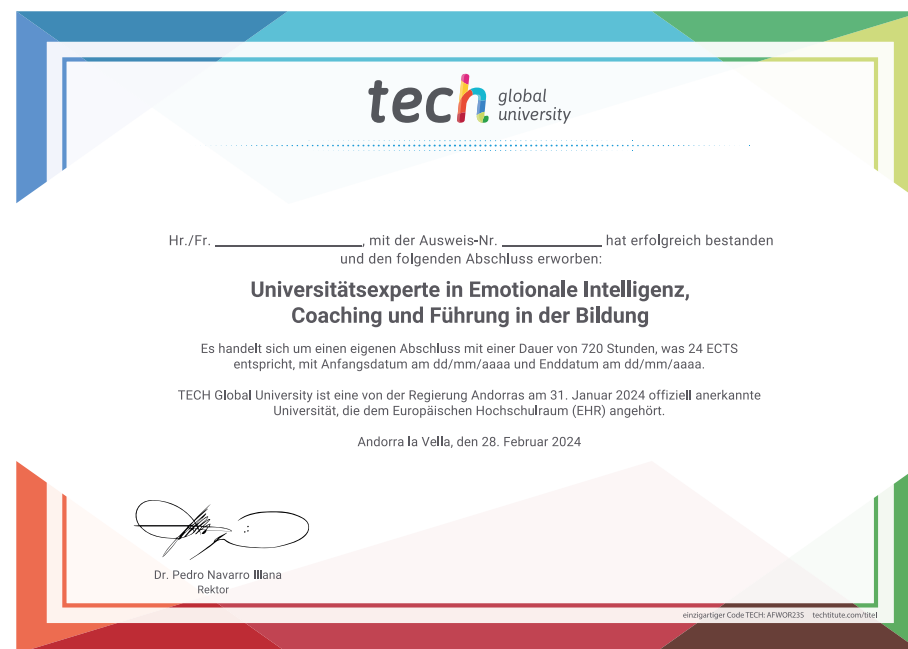 tech global university
Hr./Fr. ____________________, mit der Ausweis-Nr. ______________ hat erfolgreich bestanden
und den folgenden Abschluss erworben:
Universitätsexperte in Emotionale Intelligenz,
Coaching und Führung in der Bildung
Es handelt sich um einen eigenen Abschluss mit einer Dauer von 720 Stunden, was 24 ECTS
entspricht, mit Anfangsdatum am dd/mm/aaaa und Enddatum am dd/mm/aaaa.
TECH Global University ist eine von der Regierung Andorras am 31. Januar 2024 offiziell anerkannte
Universität, die dem Europäischen Hochschulraum (EHR) angehört.
Andorra la Vella, den 28. Februar 2024
Dr. Pedro Navarro Illana
Rektor
einzigartiger Code TECH: AFWOR23S techtitute.com/titel